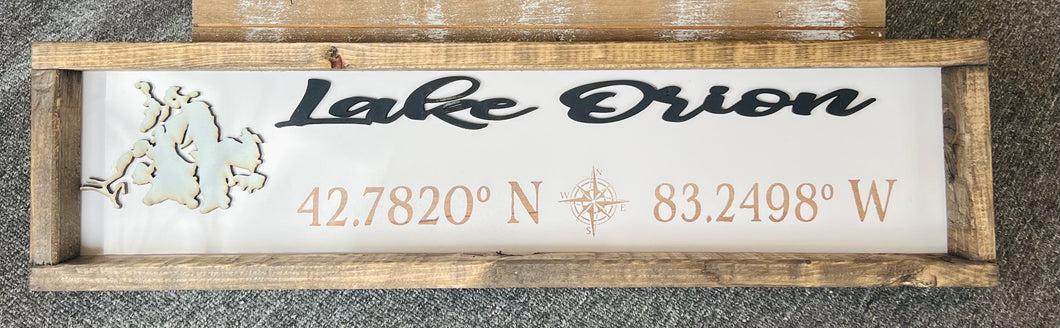 Lake Orion
42.7820º N N W E S 83.2498º W